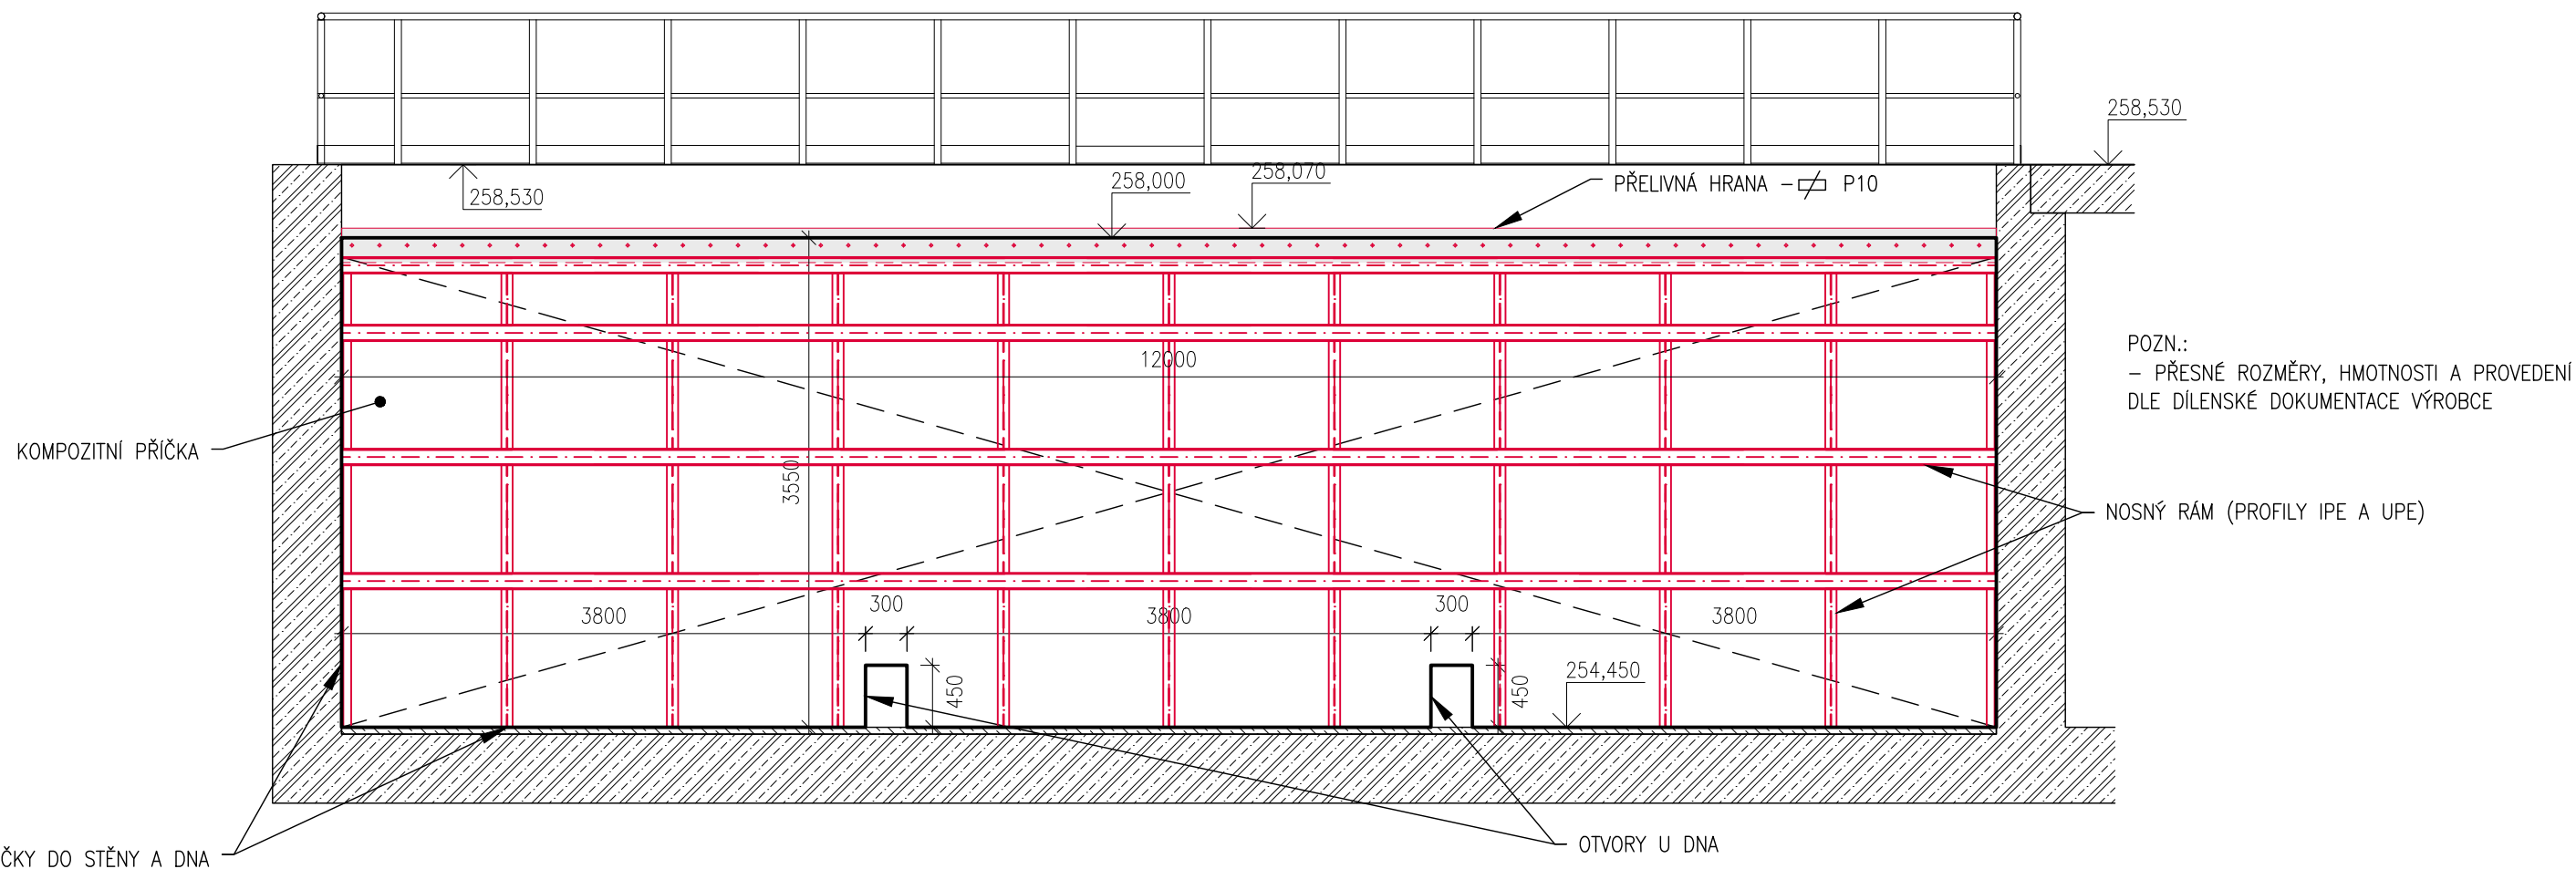 258,530
258,530
258,000
258,070
PŘELIVNÁ HRANA – P10
12000
POZN.:
– PŘESNÉ ROZMĚRY, HMOTNOSTI A PROVEDENÍ
DLE DÍLENSKÉ DOKUMENTACE VÝROBCE
KOMPOZITNÍ PŘÍČKA
3550
NOSNÝ RÁM (PROFILY IPE A UPE)
3800
300
3800
300
3800
450
450
254,450
ČKY DO STĚNY A DNA
OTVORY U DNA